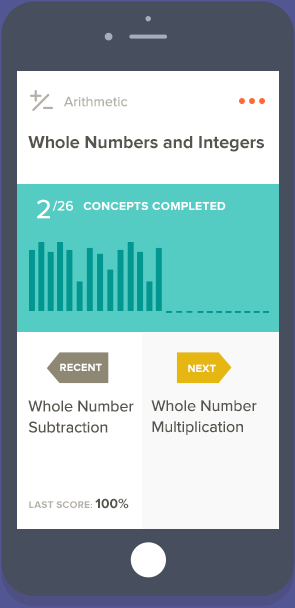 Arithmetic
Whole Numbers and Integers
2/26 CONCEPTS COMPLETED
RECENT
NEXT
Whole Number
Subtraction
Whole Number
Multiplication
LAST SCORE: 100%